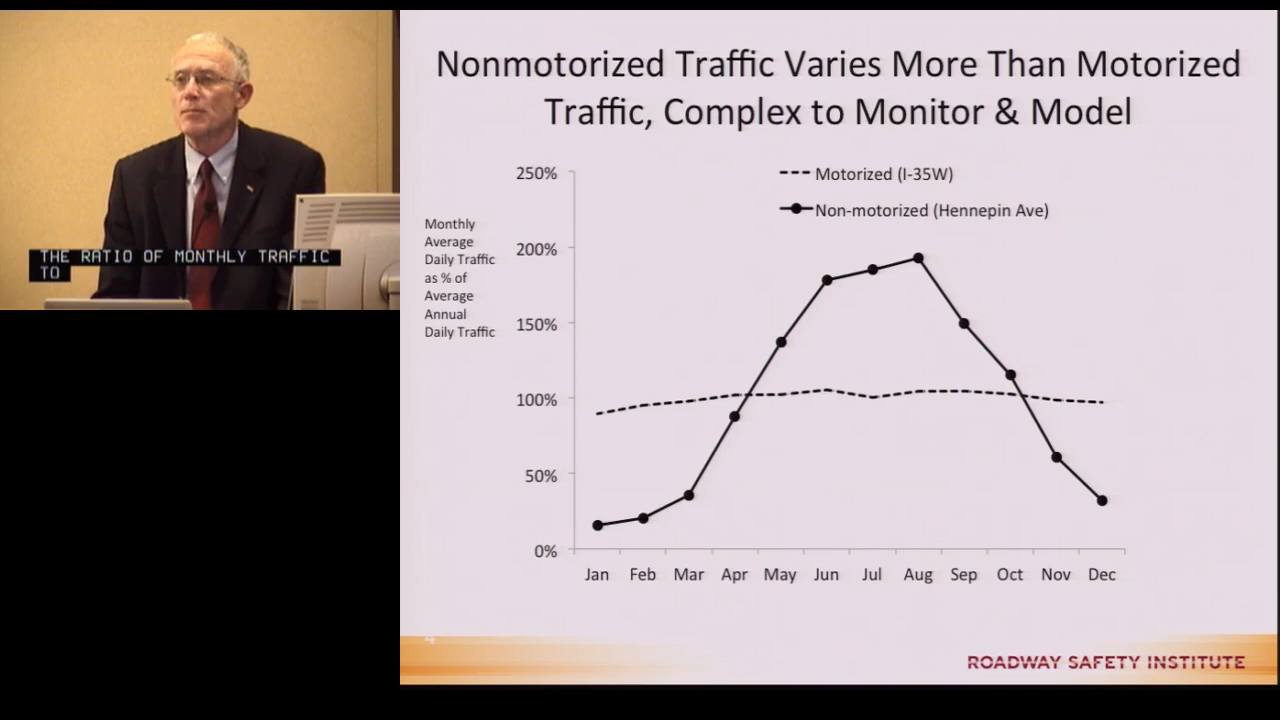 THE RATIO OF MONTHLY TRAFFIC
TO
Nonmotorized Traffic Varies More Than Motorized
Traffic, Complex to Monitor & Model
Monthly
Average
Daily Traffic
as % of
Average
Annual
Daily Traffic
250%
200%
150%
100%
50%
0%
Motorized (I-35W)
Non-motorized (Hennepin Ave)
Jan Feb Mar Apr May Jun Jul Aug Sep Oct Nov Dec
4
ROADWAY SAFETY INSTITUTE